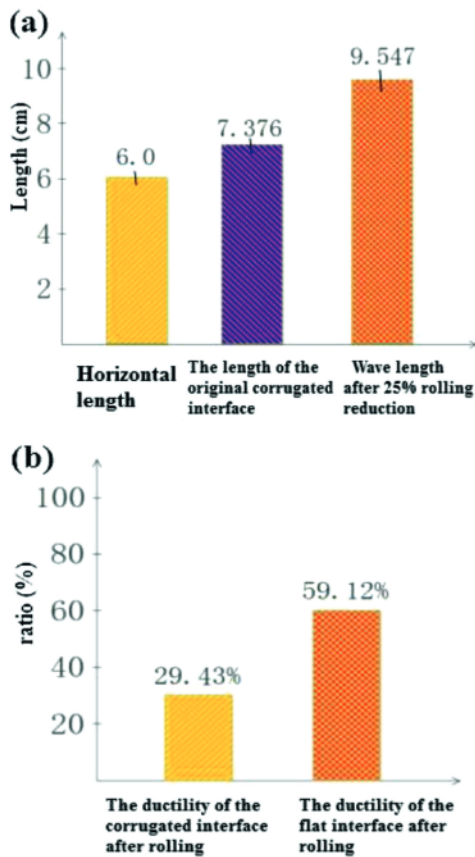 (a)
Length (cm)
10
8
6
4
2
6.0
7.376
9.547
Horizontal
length
The length of the
original corrugated
interface
Wave length
after 25% rolling
reduction
(b)
ratio (%)
100
80
60
40
20
29.43%
59.12%
The ductility of the
corrugated interface
after rolling
The ductility of the
flat interface after
rolling